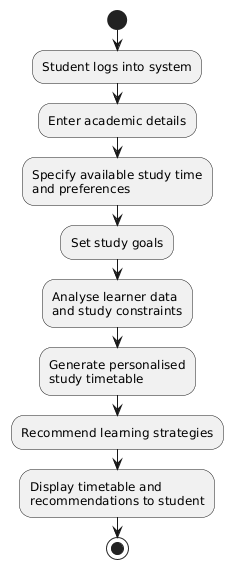 Student logs into system
Enter academic details
Specify available study time
and preferences
Set study goals
Analyse learner data
and study constraints
Generate personalised
study timetable
Recommend learning strategies
Display timetable and
recommendations to student